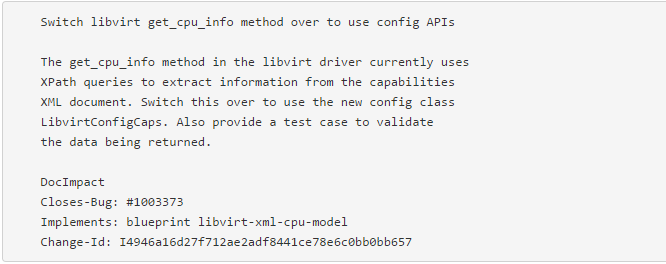 Switch libvirt get_cpu_info method over to use config APIs
The get_cpu_info method in the libvirt driver currently uses
XPath queries to extract information from the capabilities
XML document. Switch this over to use the new config class
LibvirtConfigCaps. Also provide a test case to validate
the data being returned.
DocImpact
Closes-Bug: #1003373
Implements: blueprint libvirt-xml-cpu-model
Change-Id: I4946a16d27f712ae2adf8441ce78e6c0bb0bb657